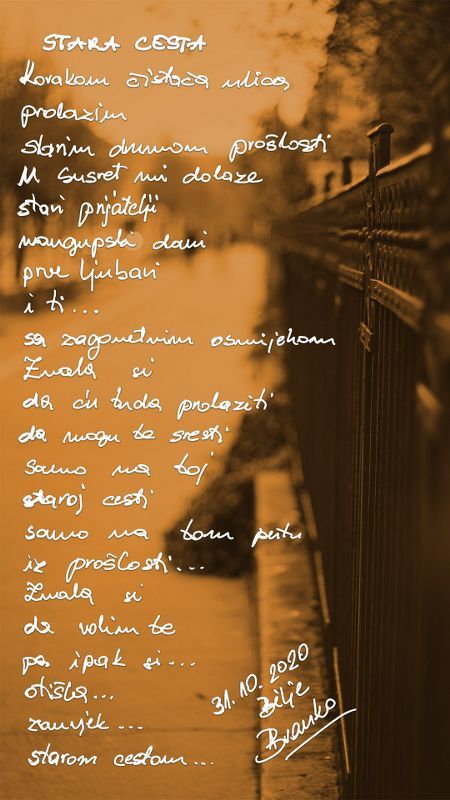 STARA CESTA
Korakom čistača ulica
prolazim
starim drumom prošlosti
U susret mi dolaze
stari prijatelji
mangupski dani
prve ljubavi
i ti...
sa zagonetnim osmijehom
Znala si
da ću tuda prolaziti
da mogu te sresti
samo na toj
staroj cesti
samo na tom putu
iz prošlosti...
Znala si
da volim te
pa ipak si...
otišla...
zauvjek...
starom cestom...
31.10.2020
Bilje
Branko